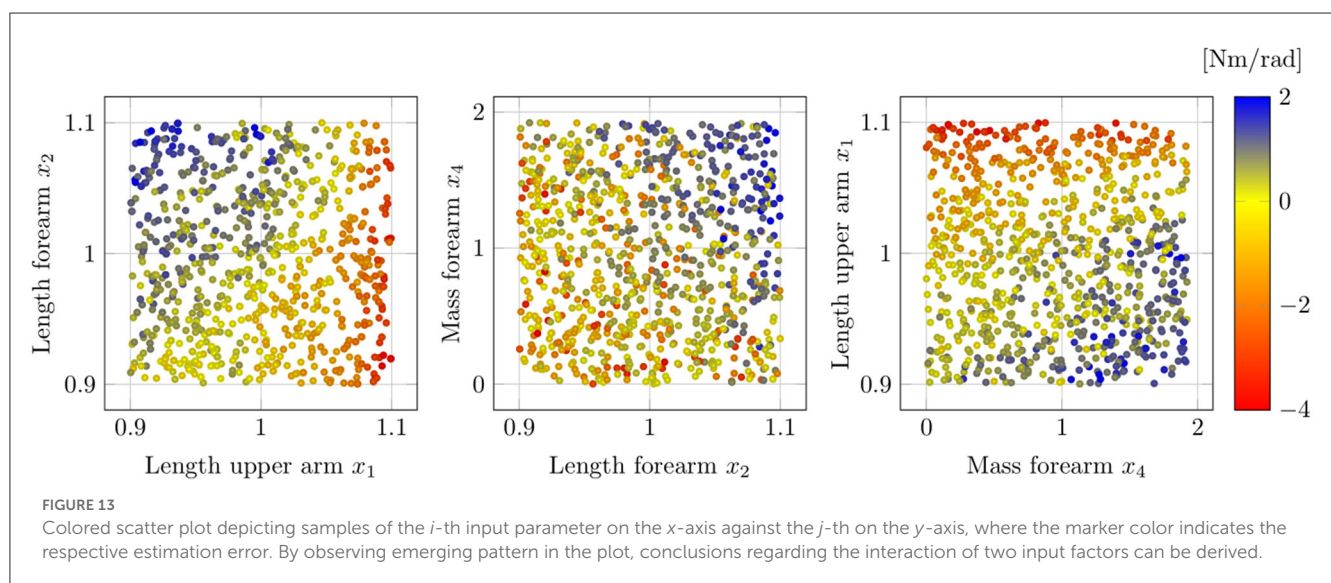 [Nm/rad]
2
0
−2
−4
Length forearm x2
1.1
1
0.9
0.9 1 1.1
Length upper arm x1
Mass forearm x4
2
1
0
0.9 1 1.1
Length forearm x2
Length upper arm x1
1.1
1
0.9
0 1 2
Mass forearm x4
FIGURE 13
Colored scatter plot depicting samples of the i-th input parameter on the x-axis against the j-th on the y-axis, where the marker color indicates the
respective estimation error. By observing emerging pattern in the plot, conclusions regarding the interaction of two input factors can be derived.